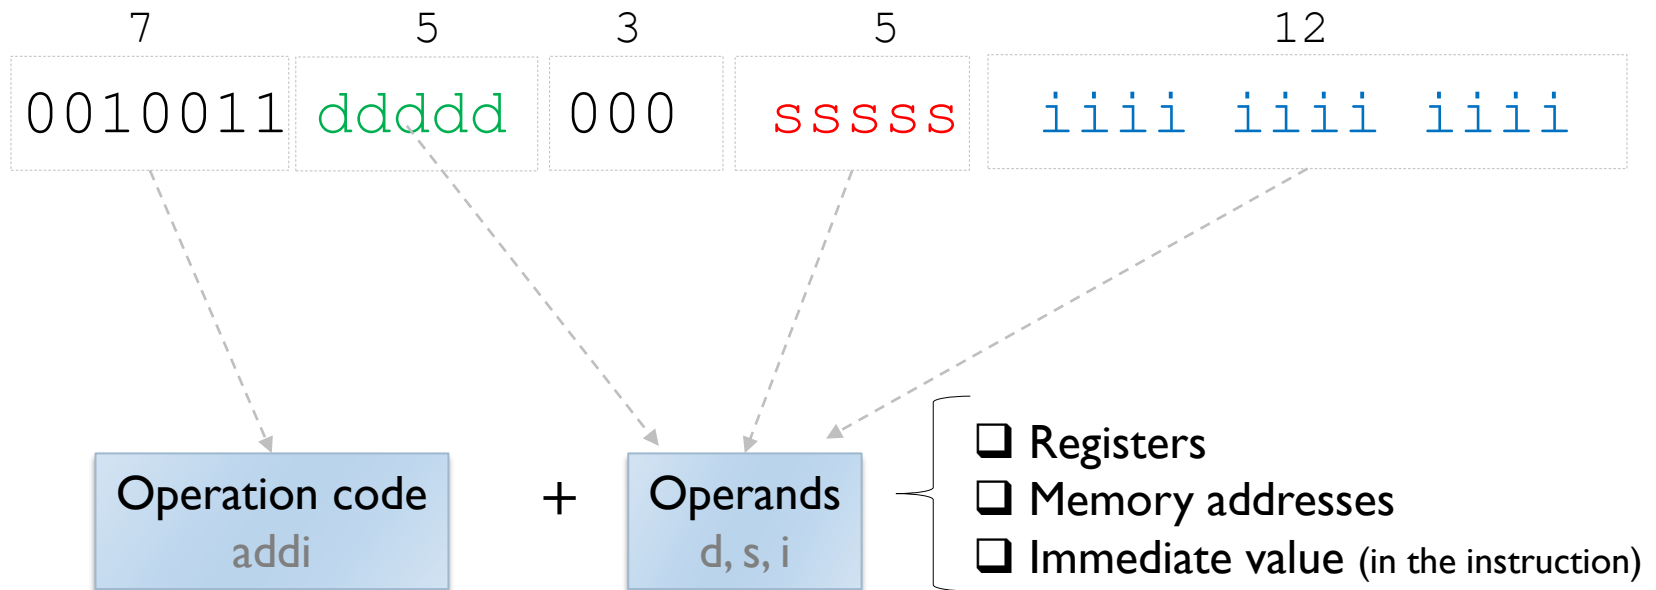 7 5 3 5 12
0010011 ddddd 000 sssss iiii iiii iiii
Operation code
addi
+
Operands
d, s, i
❑ Registers
❑ Memory addresses
❑ Immediate value (in the instruction)